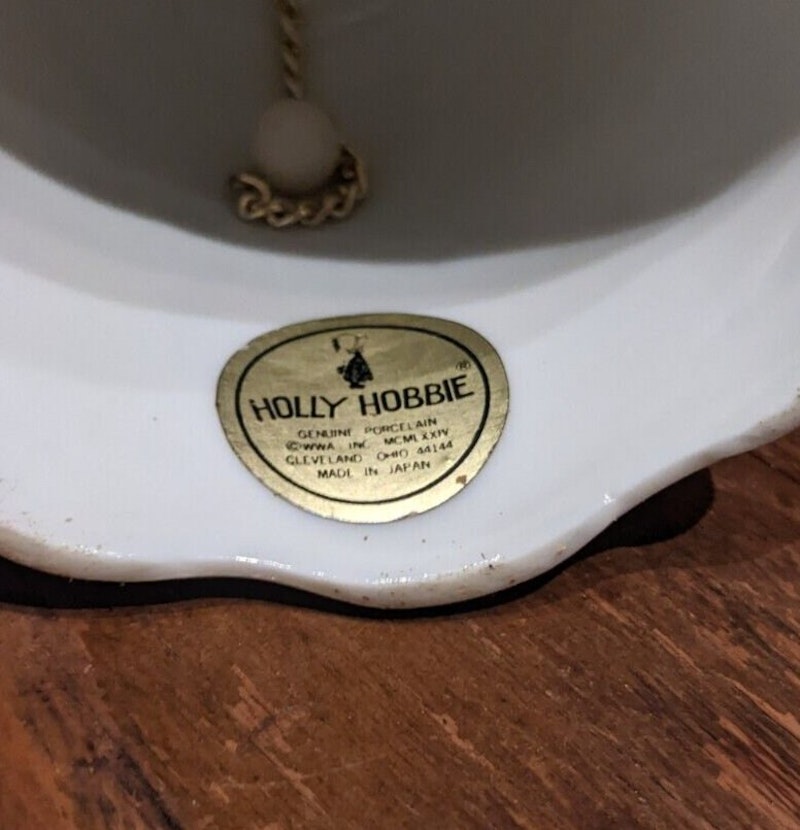 ®
HOLLY HOBBIE
GENUINE PORCELAIN
© WWA INC MCMLXXIV
CLEVELAND OHIO 44144
MADE IN JAPAN